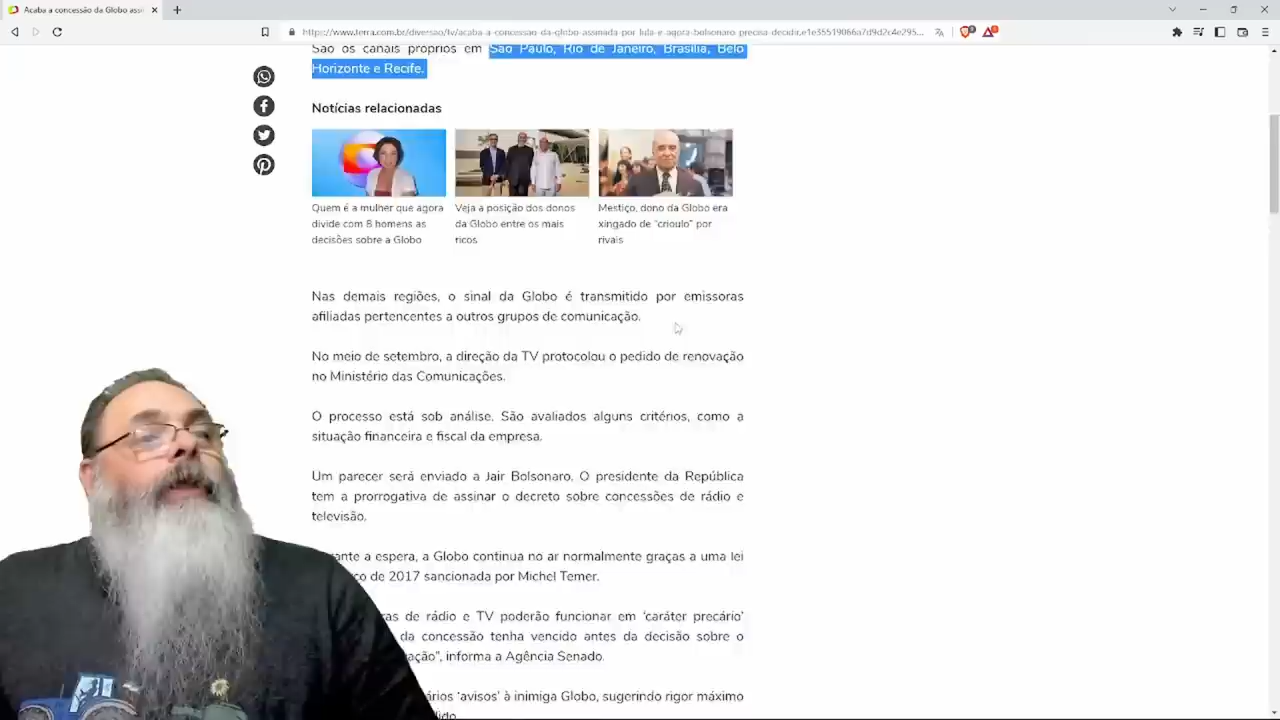 Acaba a concessão da Globo assi
https://www.terra.com.br/diversao/tv/acaba-a-concessao-da-globo-assinada-por-lula-e-agora-bolsonaro-precisa-decidir,e1e35519066a7d9d2c4e295...
São os canais próprios em São Paulo, Rio de Janeiro, Brasília, Belo
Horizonte e Recife.
Notícias relacionadas
Quem é a mulher que agora
divide com 8 homens as
decisões sobre a Globo
Veja a posição dos donos
da Globo entre os mais
ricos
Mestiço, dono da Globo era
xingado de “crioulo” por
rivais
Nas demais regiões, o sinal da Globo é transmitido por emissoras
afiliadas pertencentes a outros grupos de comunicação.
No meio de setembro, a direção da TV protocolou o pedido de renovação
no Ministério das Comunicações.
O processo está sob análise. São avaliados alguns critérios, como a
situação financeira e fiscal da empresa.
Um parecer será enviado a Jair Bolsonaro. O presidente da República
tem a prorrogativa de assinar o decreto sobre concessões de rádio e
televisão.
ante a espera, a Globo continua no ar normalmente graças a uma lei
ço de 2017 sancionada por Michel Temer.
ras de rádio e TV poderão funcionar em ‘caráter precário’
da concessão tenha vencido antes da decisão sobre o
ação”, informa a Agência Senado.
ários ‘avisos’ à inimiga Globo, sugerindo rigor máximo